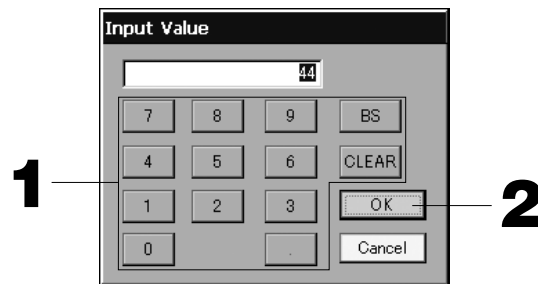 Input Value
44
7 8 9 BS
4 5 6 CLEAR
1
1 2 3 OK
2
0 . Cancel